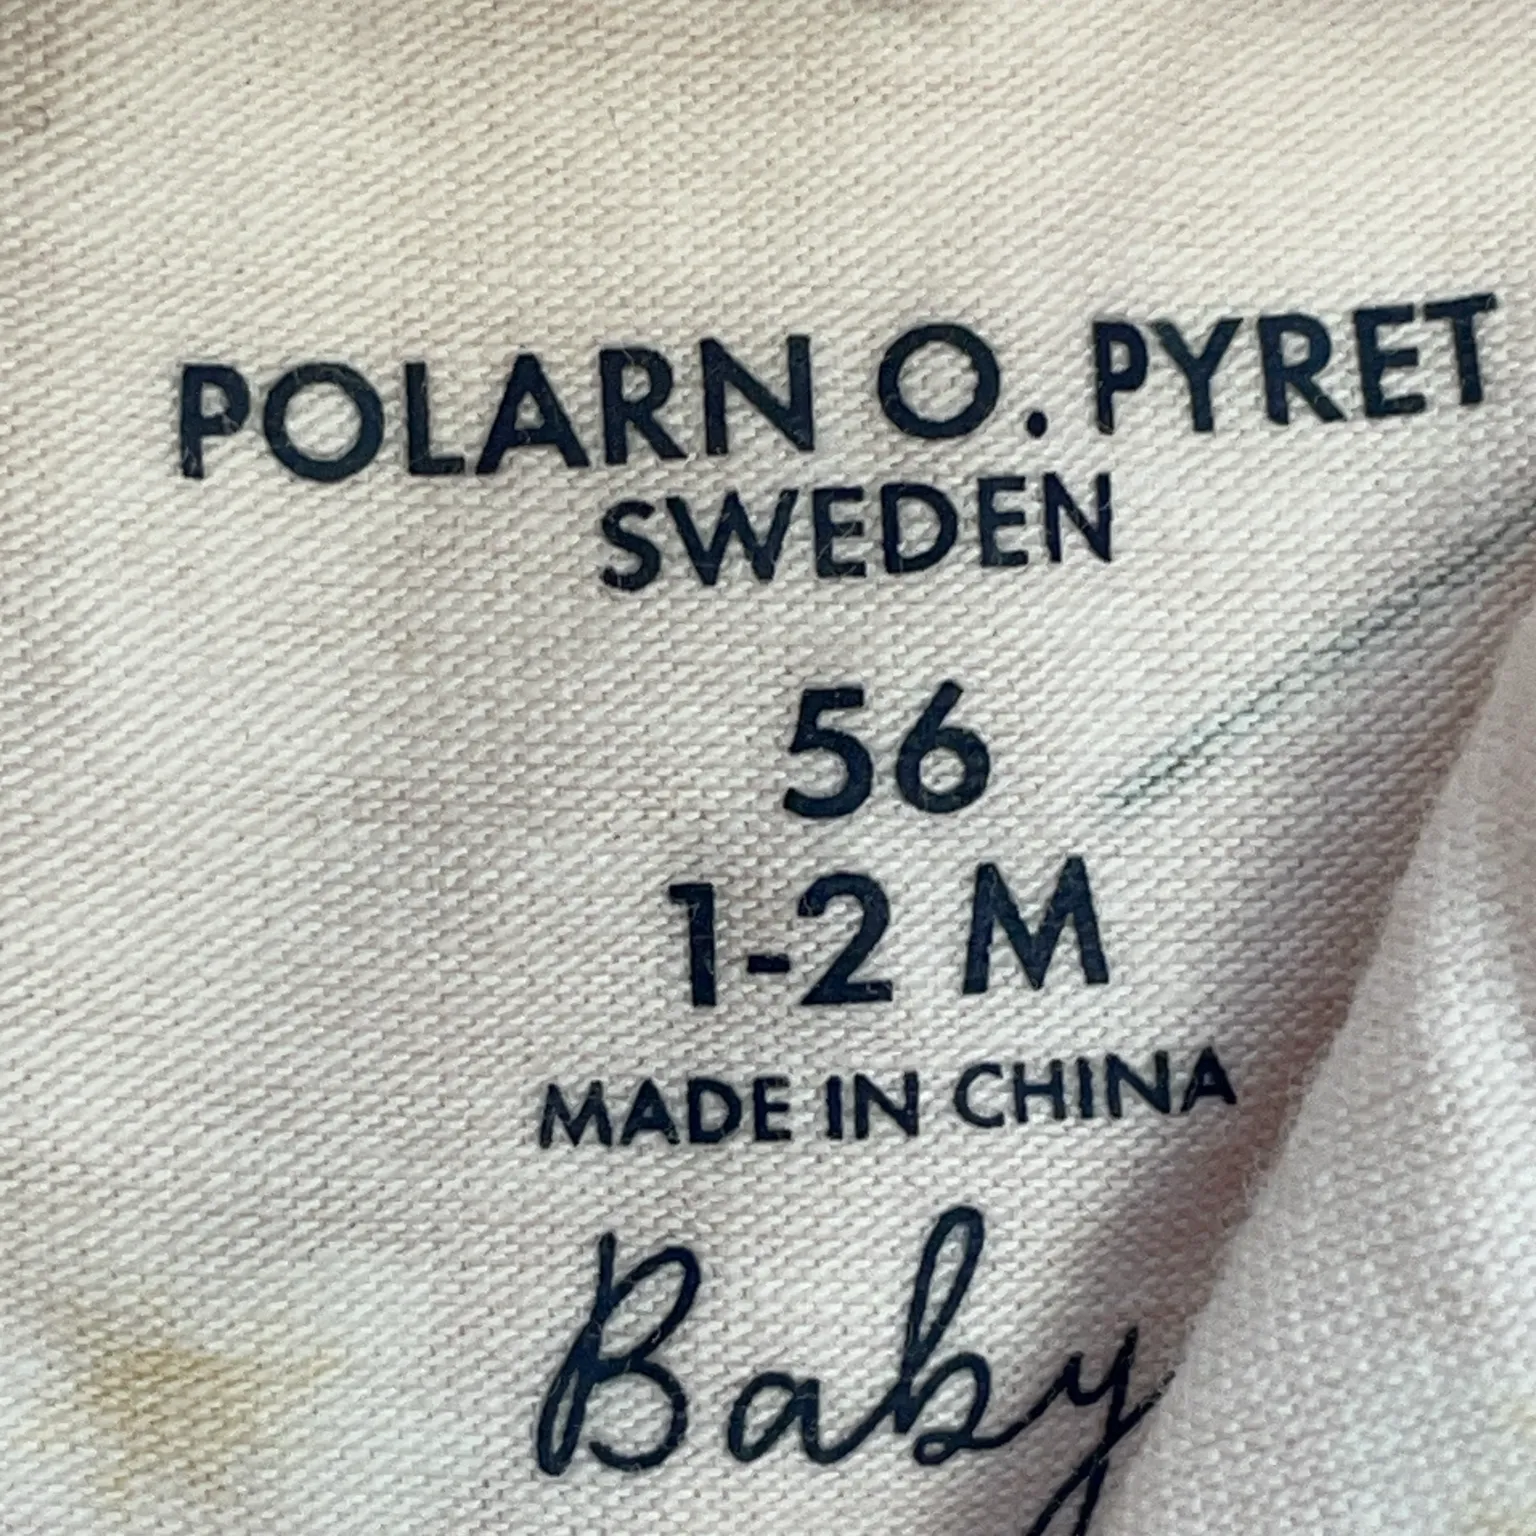 POLARN O. PYRET
SWEDEN
56
1-2 M
MADE IN CHINA
Baby